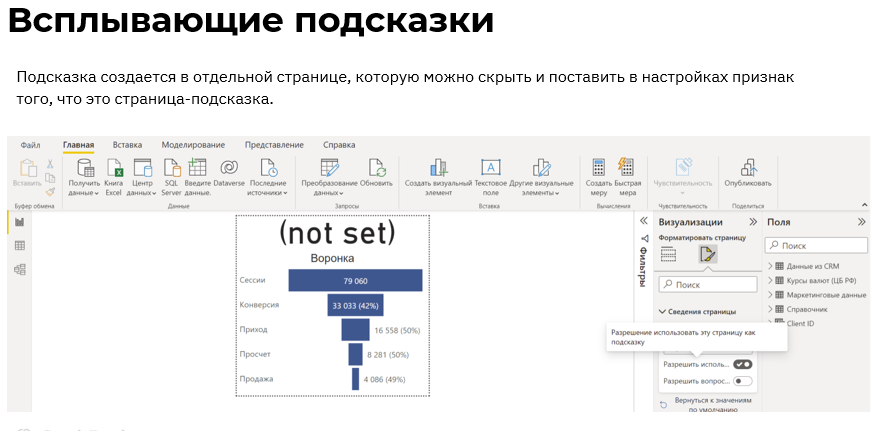 Всплывающие подсказки
Подсказка создается в отдельной странице, которую можно скрыть и поставить в настройках признак
того, что это страница-подсказка.
Файл Главная Вставка Моделирование Представление Справка
Вставить
Получить данные
Книга Excel
Центр данных
SQL Server
Введите данные
Dataverse
Последние источники
Преобразование данных
Обновить
Создать визуальный элемент
Текстовое поле
Другие визуальные элементы
Создать меру
Быстрая мера
Чувствительность
Опубликовать
Буфер обмена Данные Запросы Вставка Вычисления Чувствительность Поделиться
(not set)
Воронка
Сессии 79 060
Конверсия 33 033 (42%)
Приход 16 558 (50%)
Просчет 8 281 (50%)
Продажа 4 086 (49%)
Фильтры
Визуализации
Форматировать страницу
Поиск
Сведения страницы
Разрешение использовать эту страницу как
подсказку
Разрешить исполь...
Разрешить вопрос...
Вернуться к значениям
по умолчанию
Поля
Поиск
Данные из CRM
Курсы валют (ЦБ РФ)
Маркетинговые данные
Справочник
Client ID